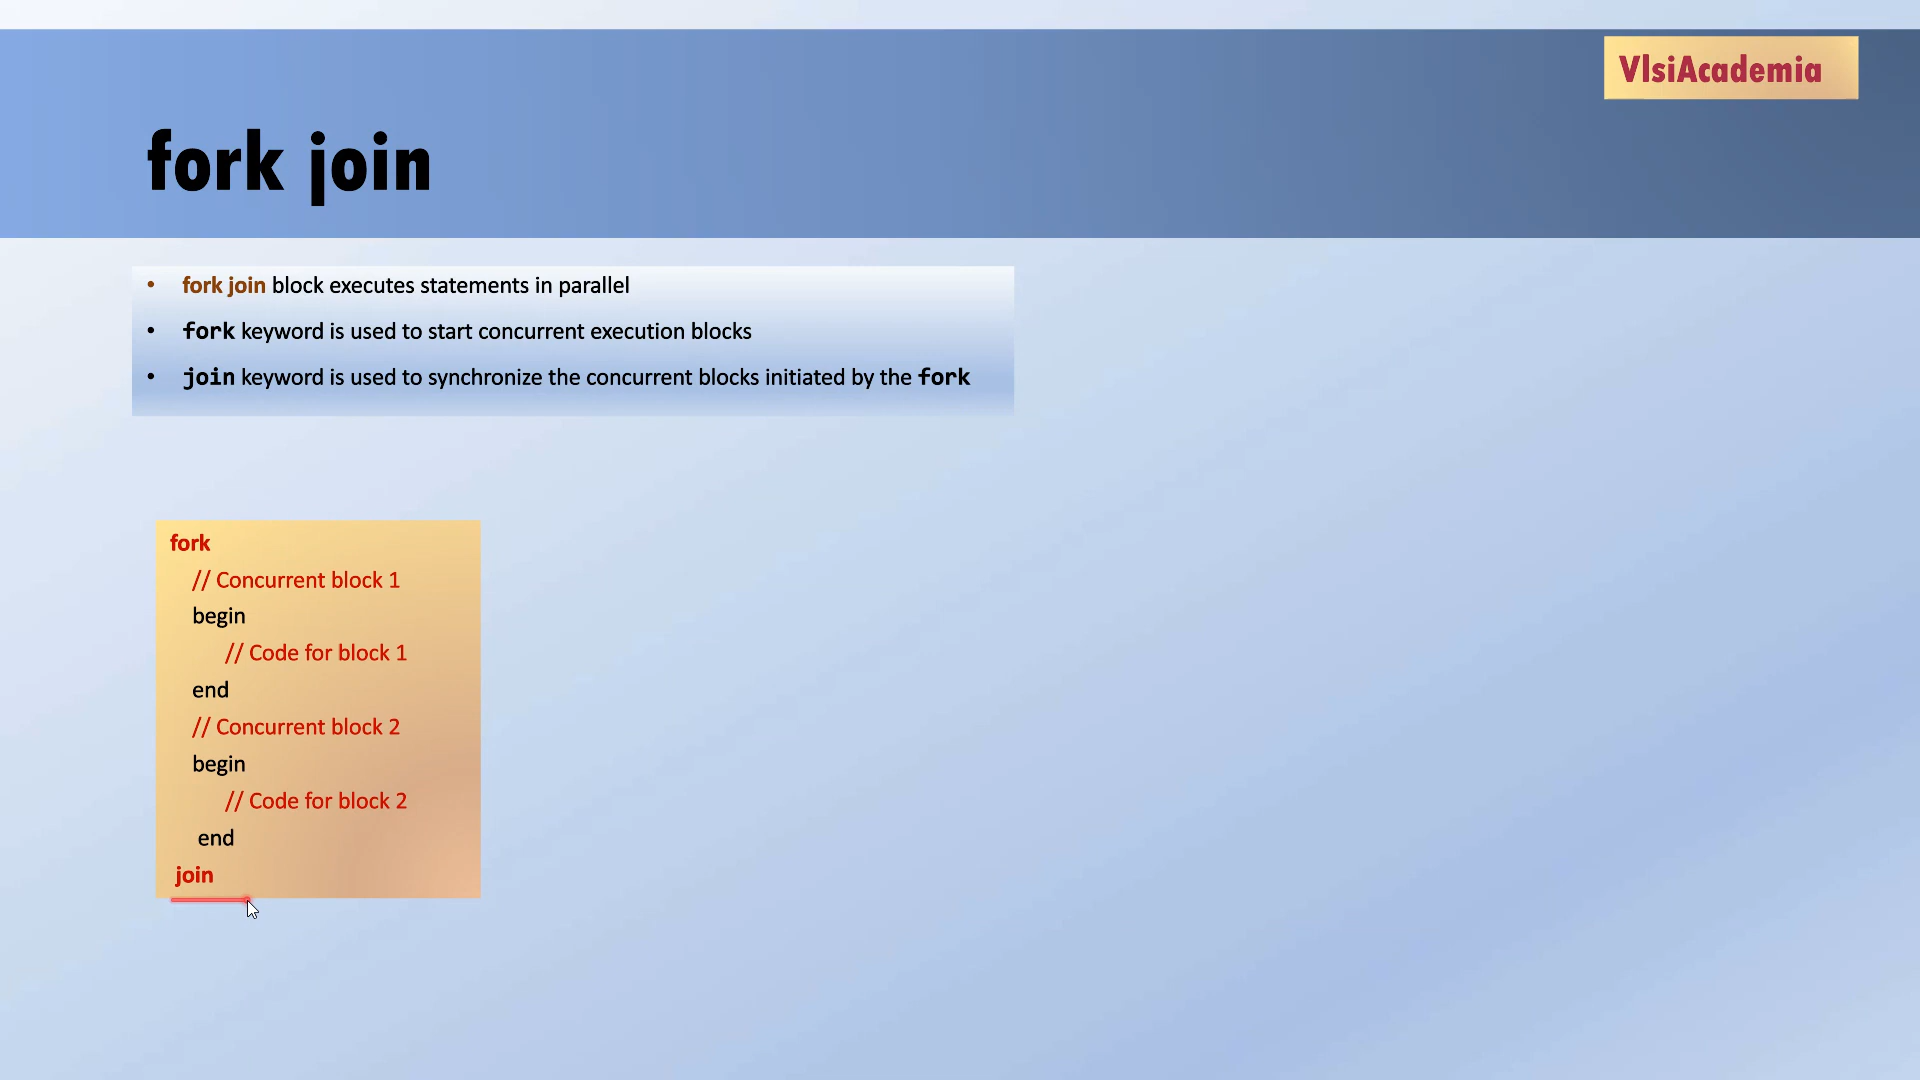 VlsiAcademia
fork join
• fork join block executes statements in parallel
• fork keyword is used to start concurrent execution blocks
• join keyword is used to synchronize the concurrent blocks initiated by the fork
fork
// Concurrent block 1
begin
// Code for block 1
end
// Concurrent block 2
begin
// Code for block 2
end
join